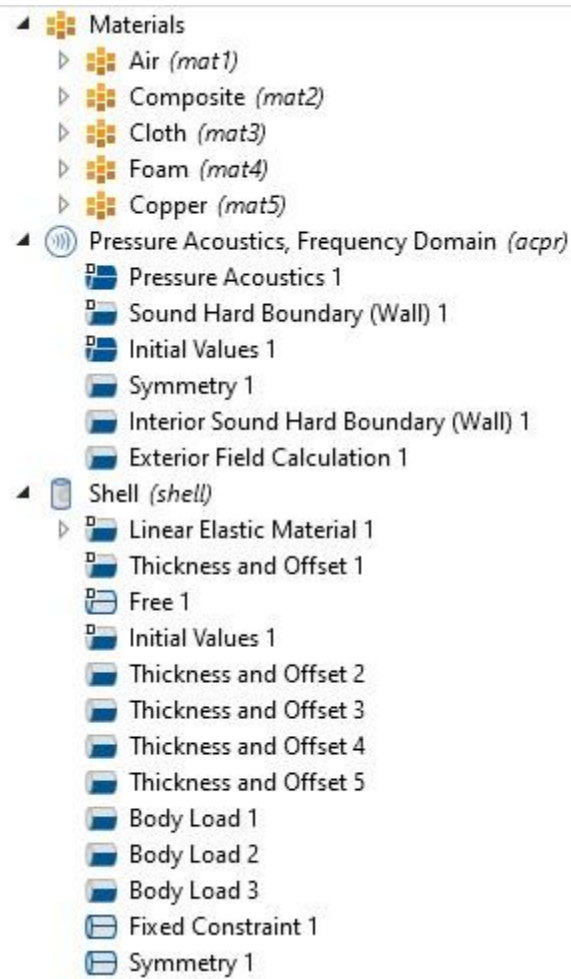 Materials
Air (mat1)
Composite (mat2)
Cloth (mat3)
Foam (mat4)
Copper (mat5)
Pressure Acoustics, Frequency Domain (acpr)
D Pressure Acoustics 1
D Sound Hard Boundary (Wall) 1
D Initial Values 1
Symmetry 1
Interior Sound Hard Boundary (Wall) 1
Exterior Field Calculation 1
Shell (shell)
D Linear Elastic Material 1
D Thickness and Offset 1
D Free 1
D Initial Values 1
Thickness and Offset 2
Thickness and Offset 3
Thickness and Offset 4
Thickness and Offset 5
Body Load 1
Body Load 2
Body Load 3
Fixed Constraint 1
Symmetry 1